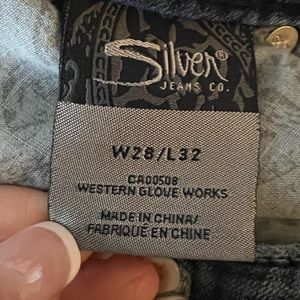 Silver®
JEANS CO.
W28/L32
CA00508
WESTERN GLOVE WORKS
MADE IN CHINA/
FABRIQUÉ EN CHINE